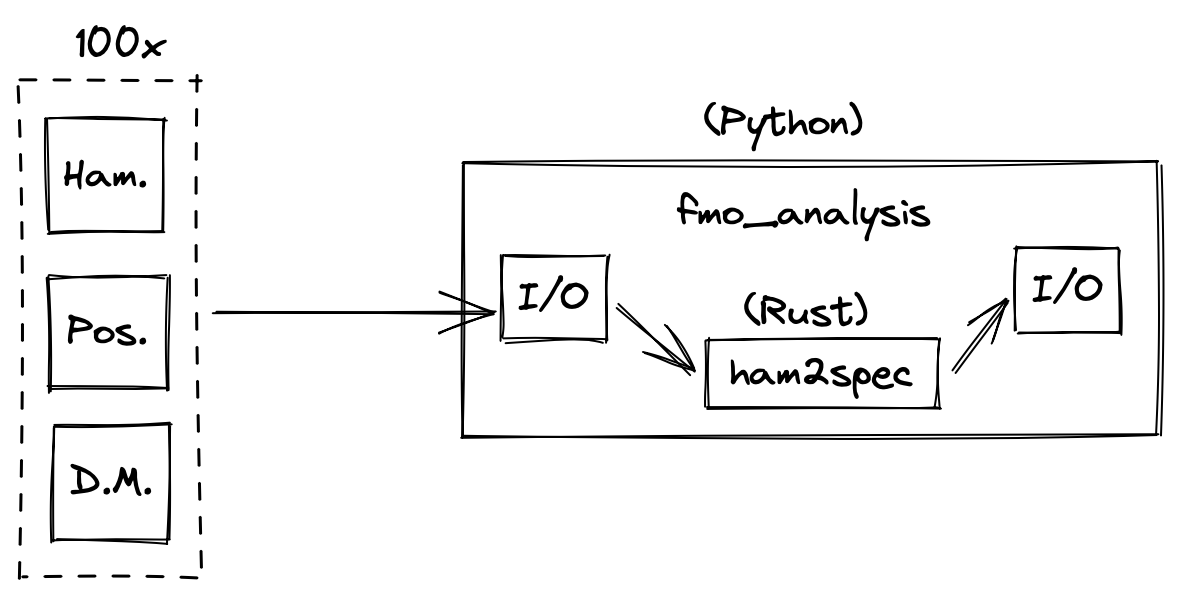 100x
Ham.
Pos.
D.M.
(Python)
fmo_analysis
I/O
(Rust)
ham2spec
I/O